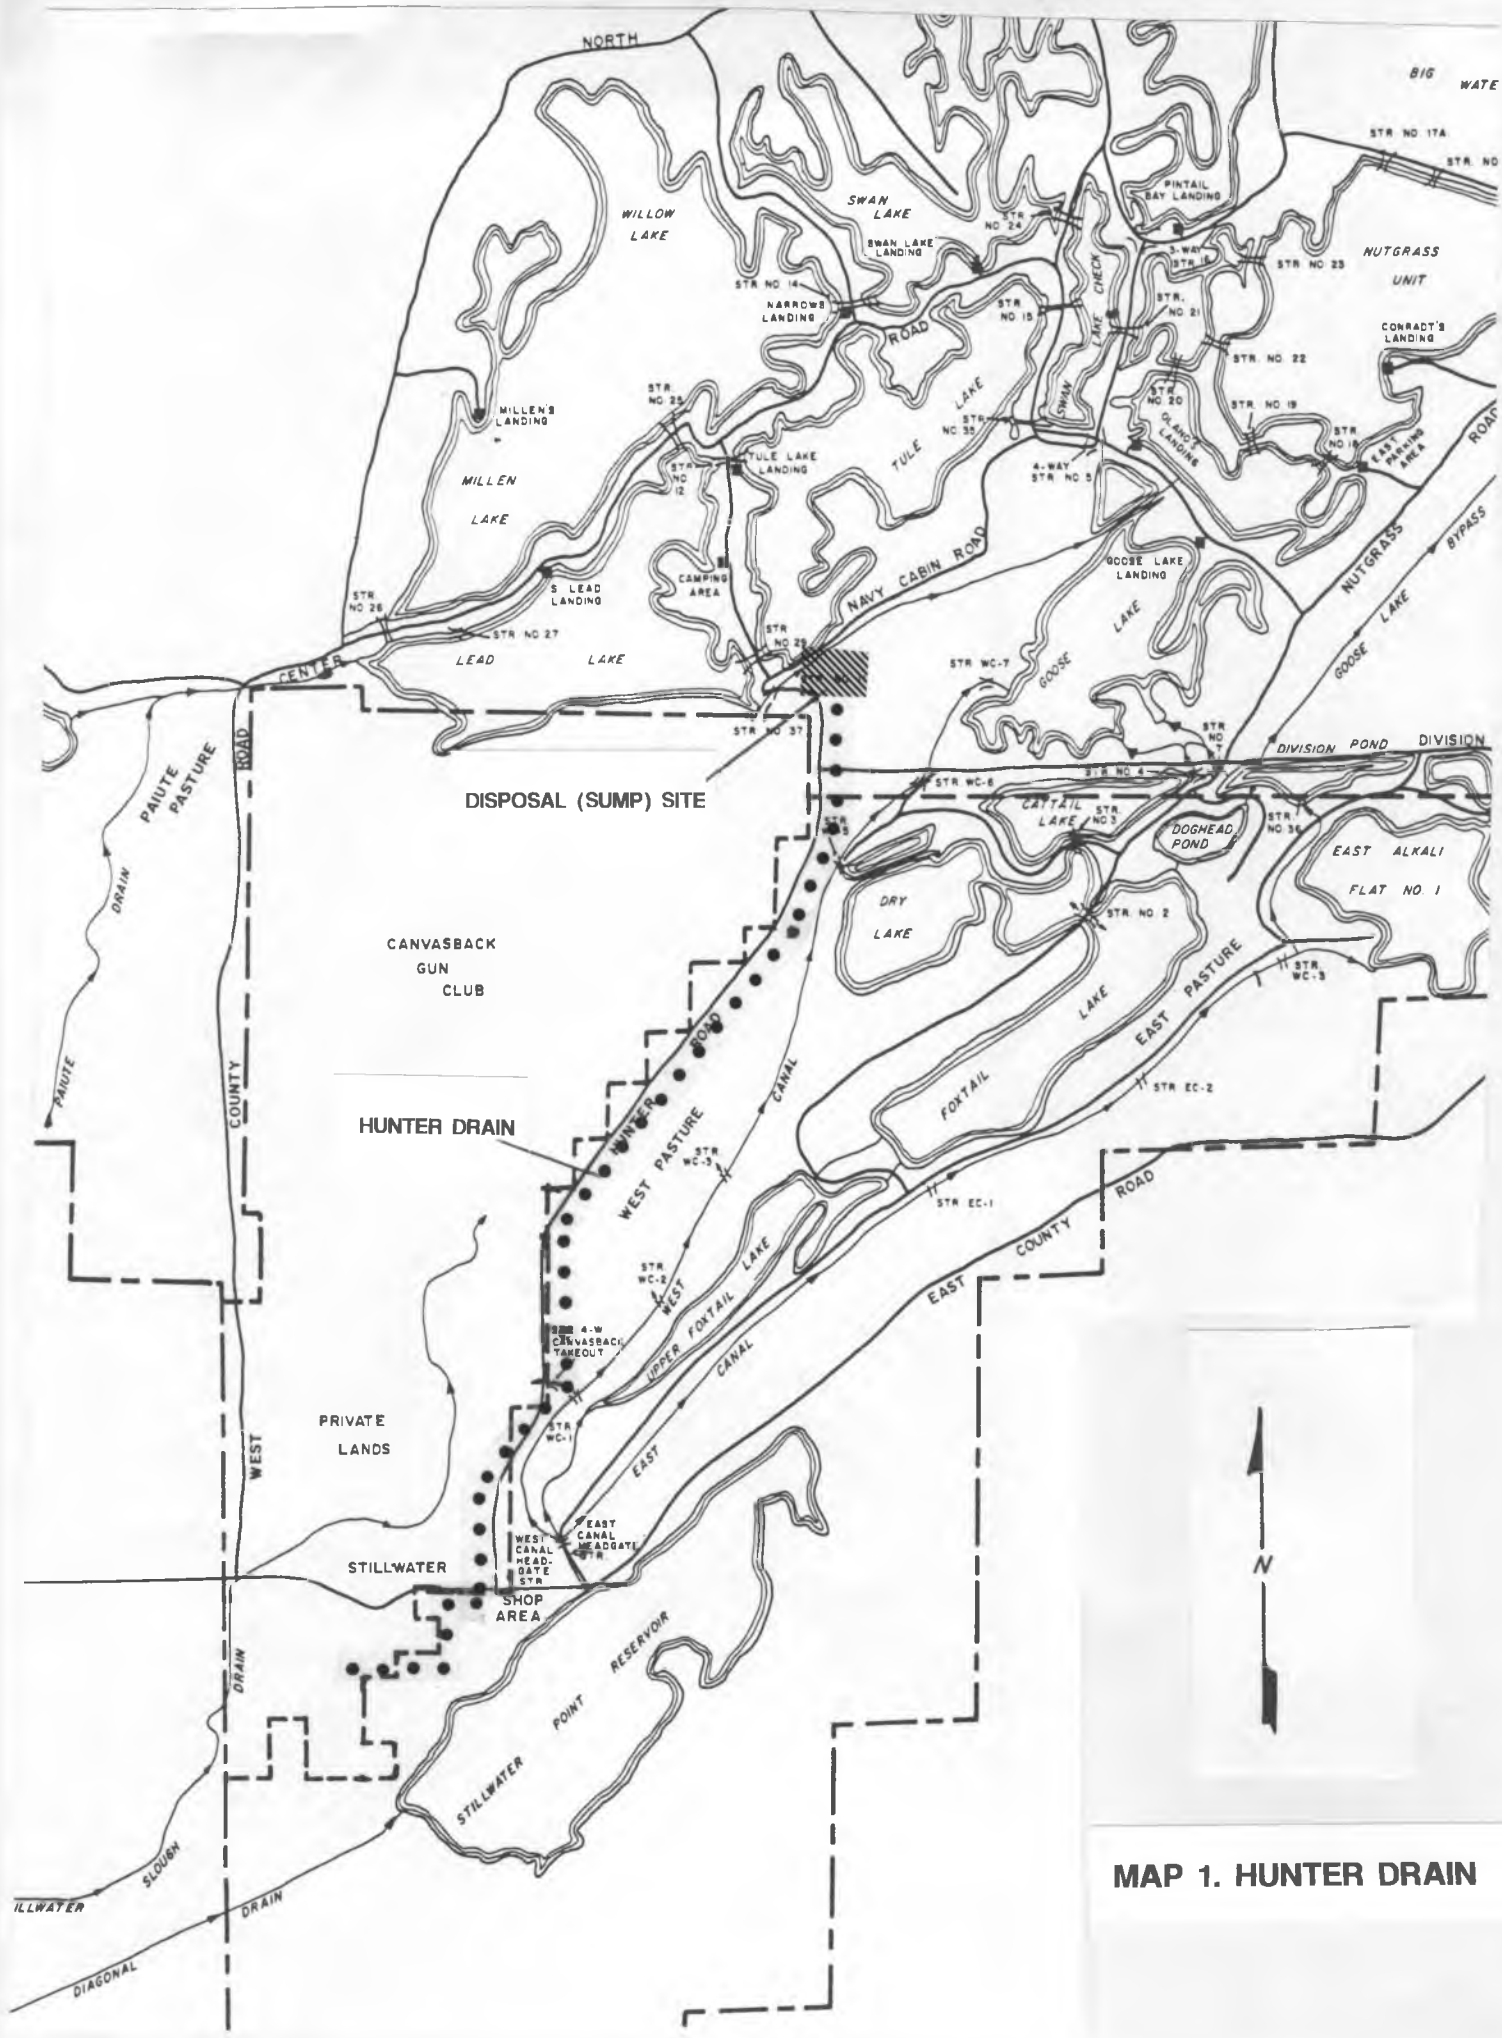 NORTH
BIG
WATE
STR NO 17A
STR. NO
PINTAIL
BAY LANDING
WILLOW
LAKE
SWAN
LAKE
STR
NO 24
SWAN LAKE
LANDING
3-WAY
STR 16
STR NO 23
NUTGRASS
UNIT
STR NO 14
NARROWS
LANDING
STR
NO. 15
LAKE CHECK
SWAN
STR.
NO 21
ROAD
CONRADT'S
LANDING
STR. NO. 22
STR.
NO 25
MILLEN'S
LANDING
TULE LAKE
STR
NO 35
STR
NO 20
STR. NO 19
STR.
NO 18
LANDING
EAST
PARKING
AREA
ROAD
STR
NO
12
TULE LAKE
LANDING
4-WAY
STR NO 5
MILLEN
LAKE
NUTGRASS
GOOSE LAKE BYPASS
CAMPING
AREA
NAVY CABIN ROAD
GOOSE LAKE
LANDING
STR
NO 26
S LEAD
LANDING
STR NO 27
STR
NO 29
GOOSE LAKE
CENTER
LEAD LAKE
STR WC-7
STR NO 37
STR
NO
7
DIVISION POND
DIVISION
PAIUTE
PASTURE
ROAD
DISPOSAL (SUMP) SITE
STR WC-6
STR NO. 4
CATTAIL
LAKE
STR.
NO 3
DOGHEAD
POND
STR
NO. 36
EAST ALKALI
FLAT NO. 1
DRAIN
DRY
LAKE
STR. NO. 2
CANVASBACK
GUN
CLUB
EAST PASTURE
STR.
WC-3
ROAD
PAIUTE
COUNTY
CANAL
FOXTAIL LAKE
STR EC-2
HUNTER DRAIN
HUNTER
WEST PASTURE
STR
WC-3
STR EC-1
ROAD
COUNTY
EAST
STR
WC-2
WEST
UPPER FOXTAIL LAKE
4-W
CANVASBACK
TAKEOUT
CANAL
STR
WC-1
PRIVATE
LANDS
WEST
EAST
EAST
CANAL
HEADGATE
STR.
WEST
CANAL
HEAD-
GATE
STR
STILLWATER
SHOP
AREA
N
DRAIN
STILLWATER POINT RESERVOIR
SLOUGH
ILLWATER
DRAIN
DIAGONAL
MAP 1. HUNTER DRAIN